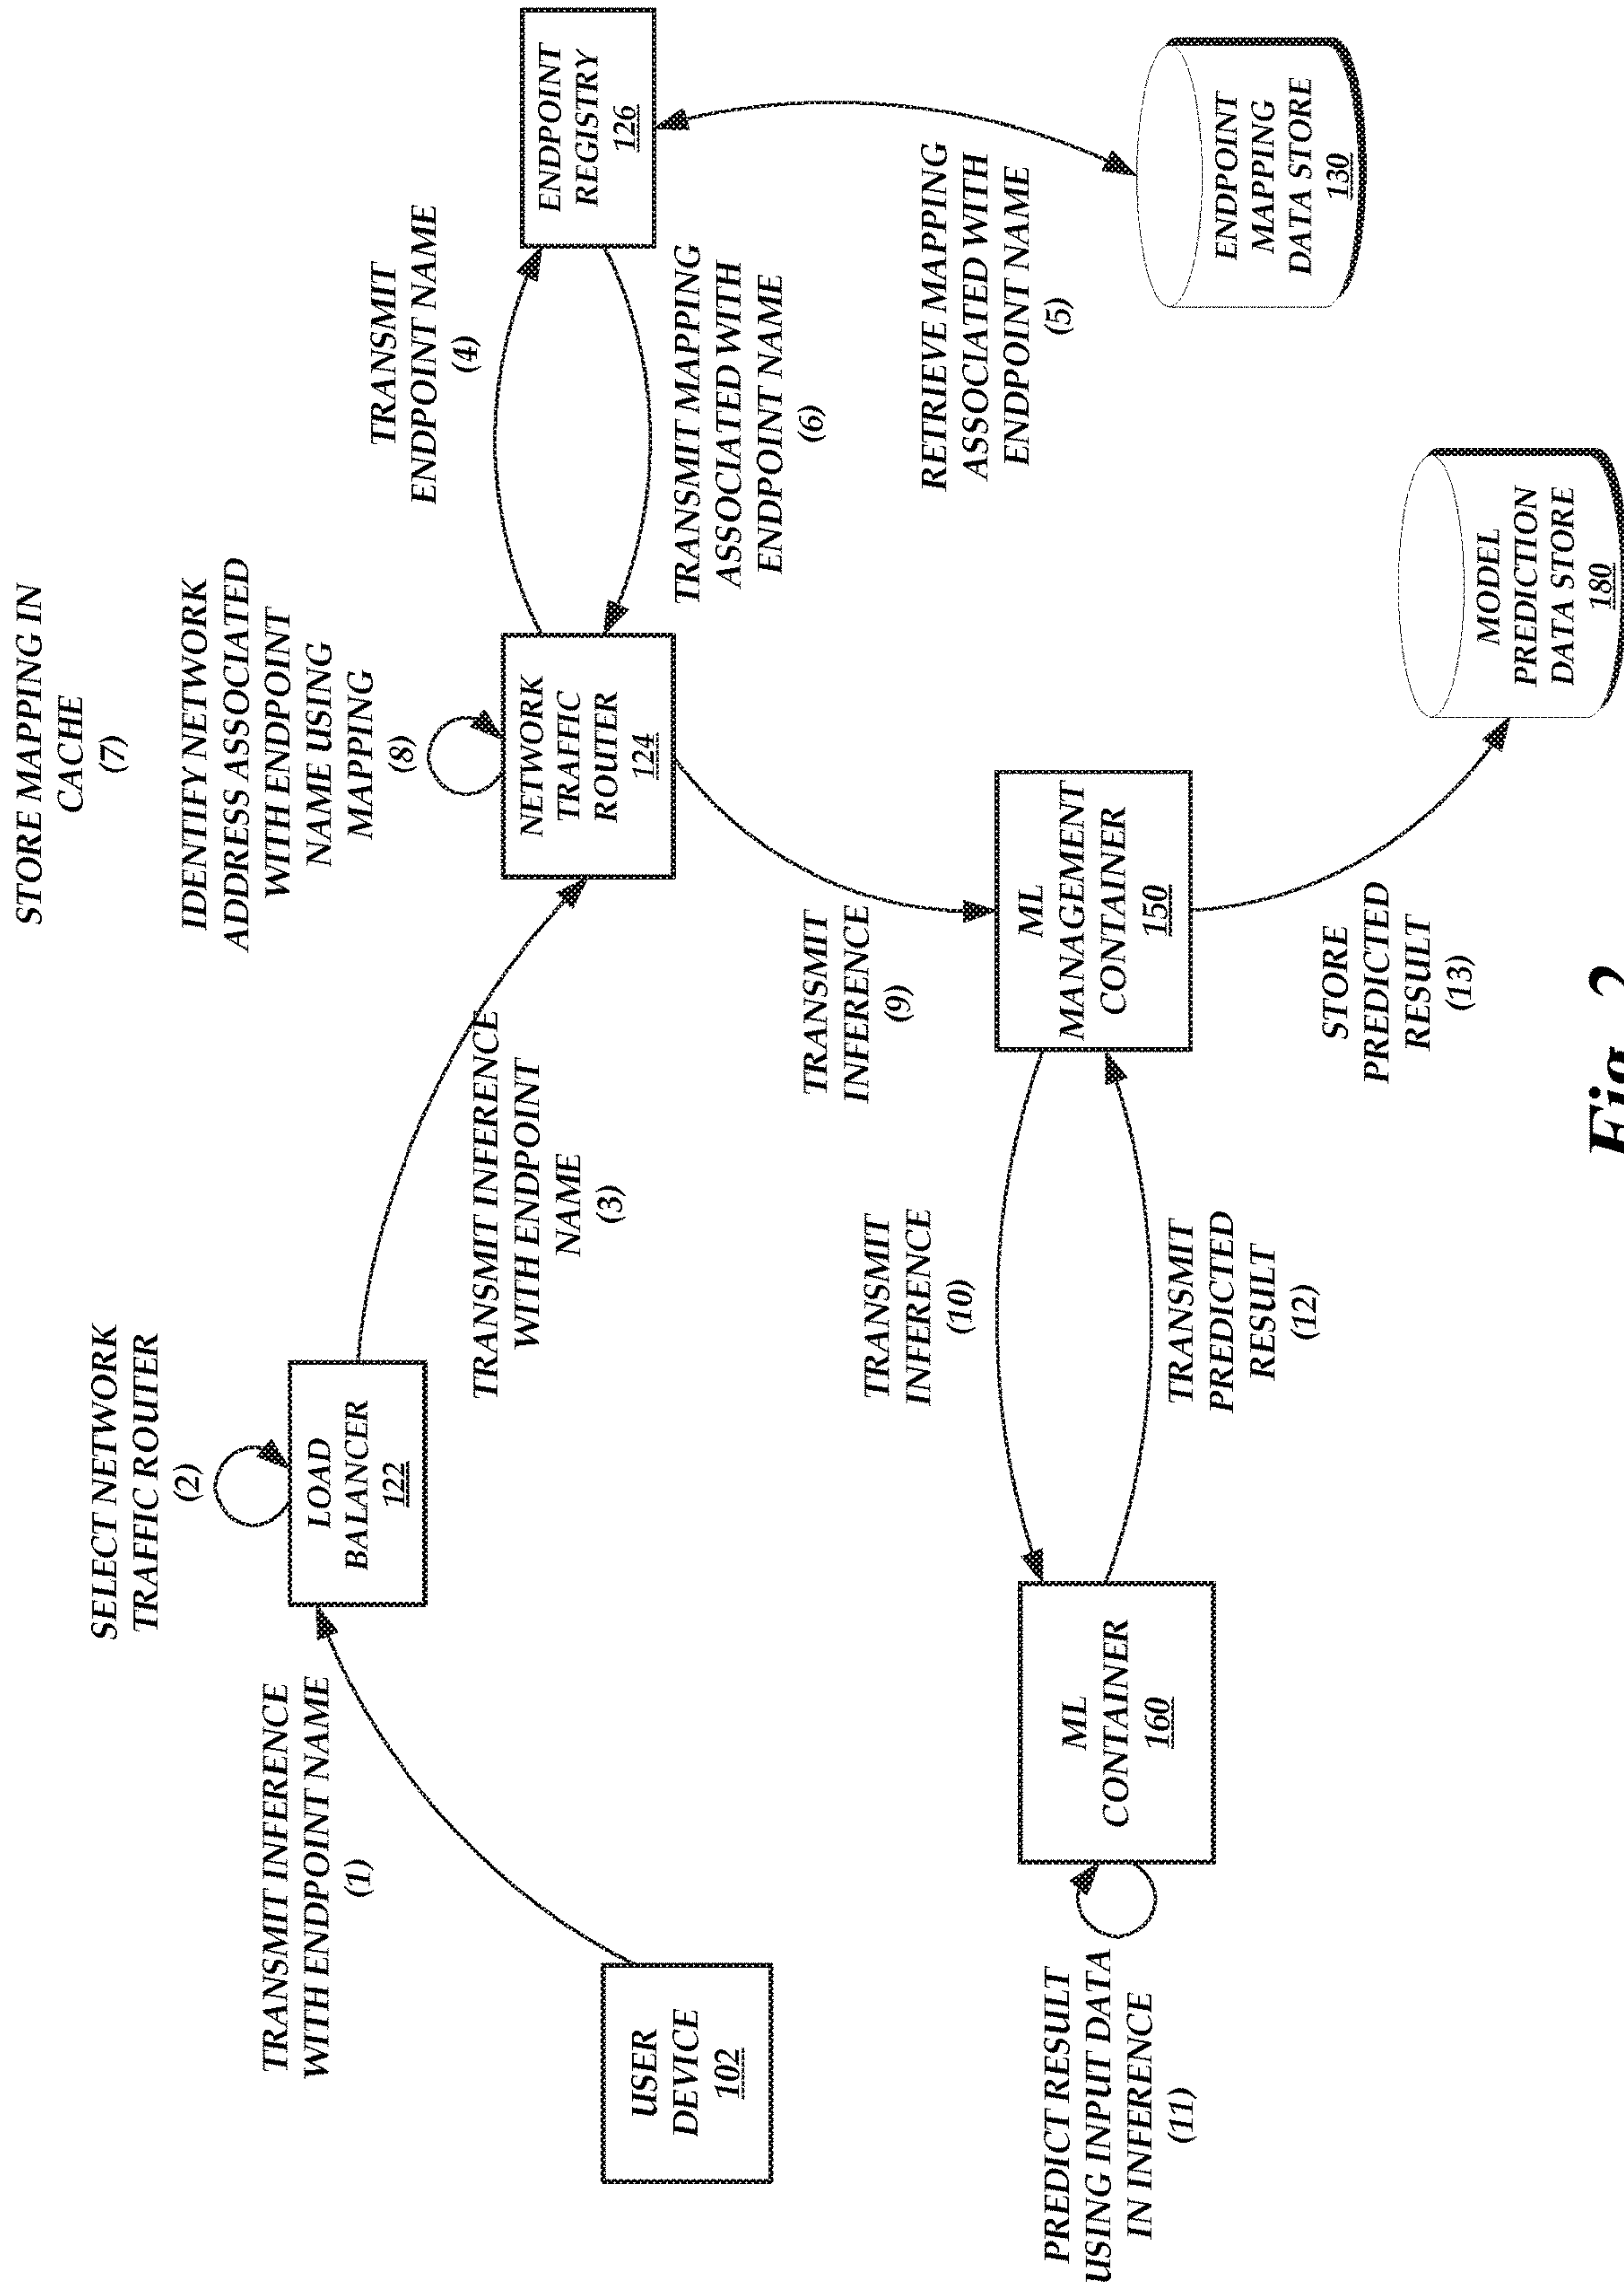 STORE MAPPING IN
CACHE
(7)
IDENTIFY NETWORK
ADDRESS ASSOCIATED
WITH ENDPOINT
NAME USING
MAPPING
(8)
SELECT NETWORK
TRAFFIC ROUTER
(2)
TRANSMIT INFERENCE
WITH ENDPOINT NAME
(1)
LOAD
BALANCER
122
TRANSMIT INFERENCE
WITH ENDPOINT
NAME
(3)
TRANSMIT
ENDPOINT NAME
(4)
NETWORK
TRAFFIC
ROUTER
124
ENDPOINT
REGISTRY
126
TRANSMIT MAPPING
ASSOCIATED WITH
ENDPOINT NAME
(6)
USER
DEVICE
102
RETRIEVE MAPPING
ASSOCIATED WITH
ENDPOINT NAME
(5)
TRANSMIT
INFERENCE
(9)
TRANSMIT
INFERENCE
(10)
PREDICT RESULT
USING INPUT DATA
IN INFERENCE
(11)
ML
CONTAINER
160
TRANSMIT
PREDICTED
RESULT
(12)
ML
MANAGEMENT
CONTAINER
150
ENDPOINT
MAPPING
DATA STORE
130
STORE
PREDICTED
RESULT
(13)
MODEL
PREDICTION
DATA STORE
180
Fig. 2